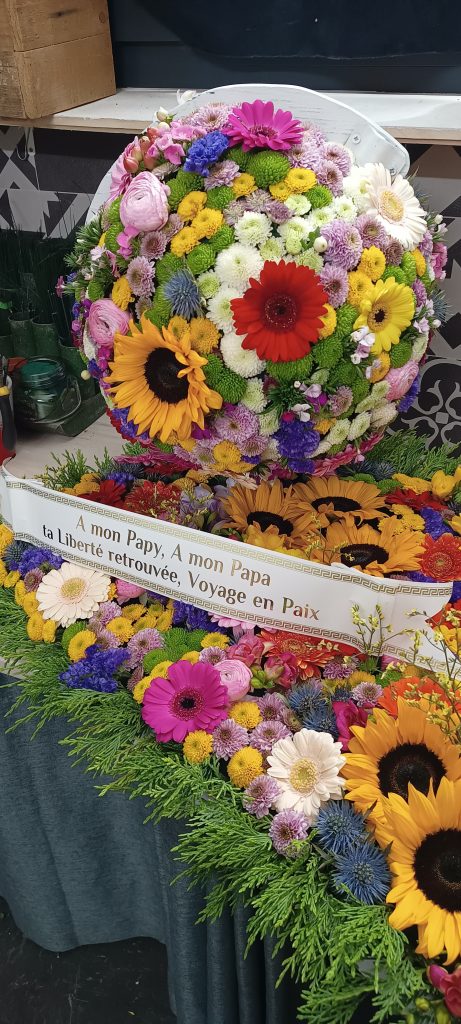 A mon Papy, A mon Papa
ta Liberté retrouvée, Voyage en Paix